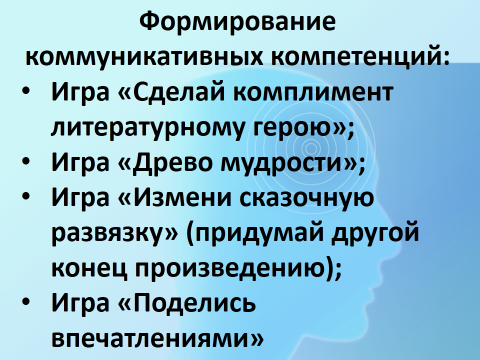 Формирование
коммуникативных компетенций:
• Игра «Сделай комплимент
литературному герою»;
• Игра «Древо мудрости»;
• Игра «Измени сказочную
развязку» (придумай другой
конец произведению);
• Игра «Поделись
впечатлениями»